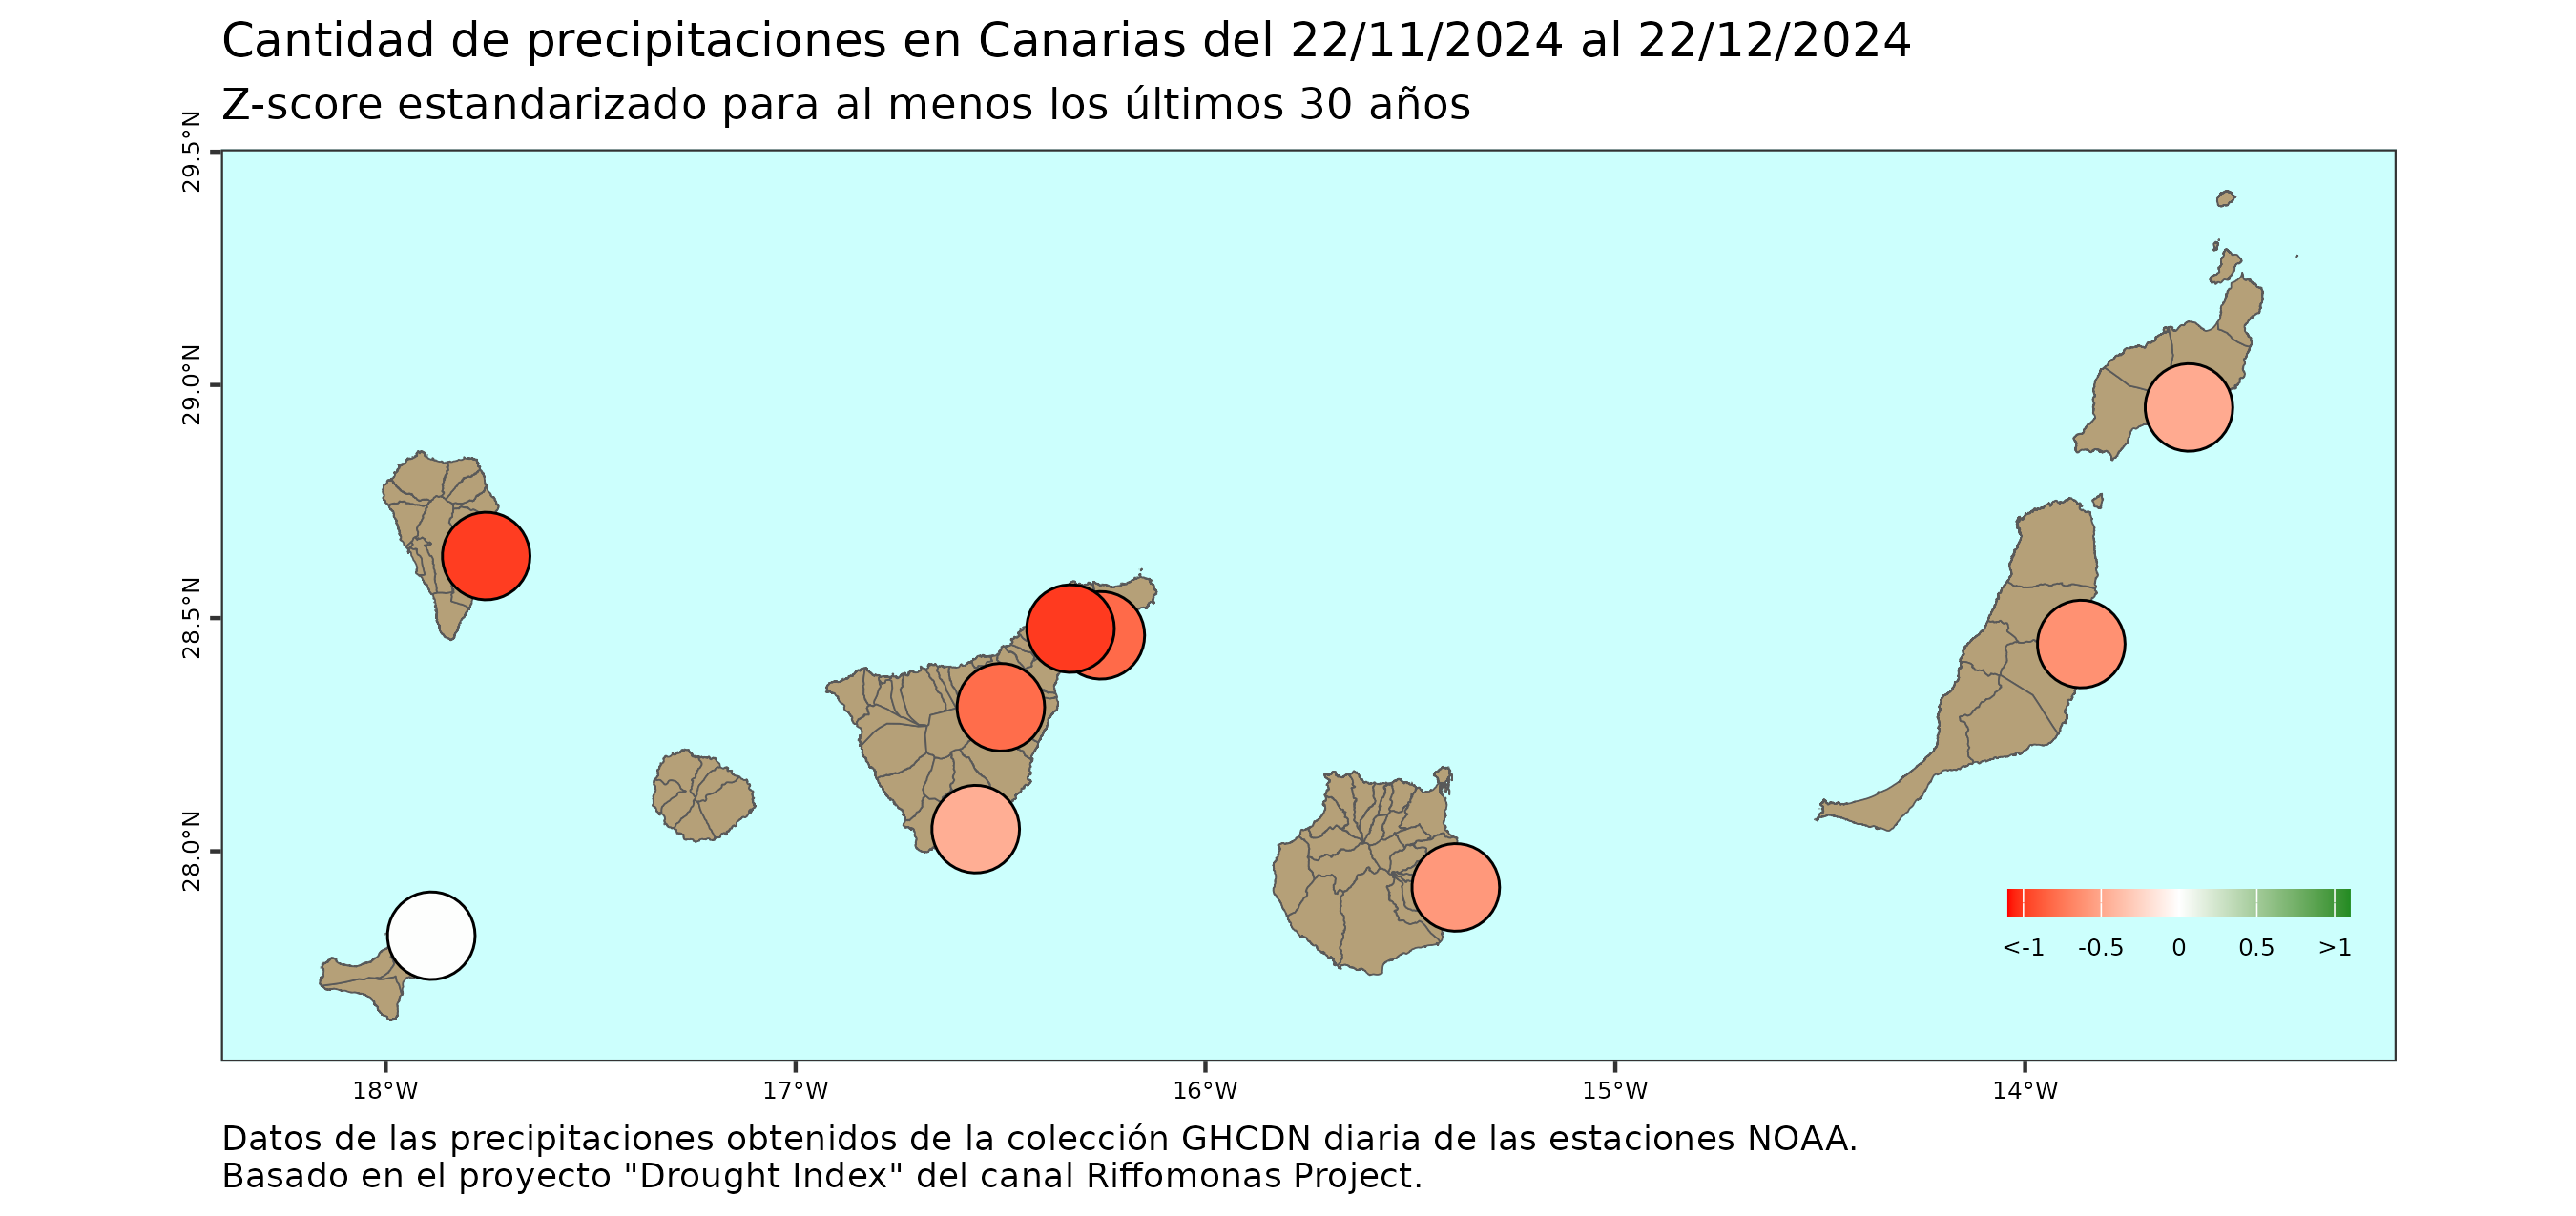 Cantidad de precipitaciones en Canarias del 22/11/2024 al 22/12/2024
Z-score estandarizado para al menos los últimos 30 años
29.5°N
29.0°N
28.5°N
28.0°N
<-1 -0.5 0 0.5 >1
18°W 17°W 16°W 15°W 14°W
Datos de las precipitaciones obtenidos de la colección GHCDN diaria de las estaciones NOAA.
Basado en el proyecto "Drought Index" del canal Riffomonas Project.